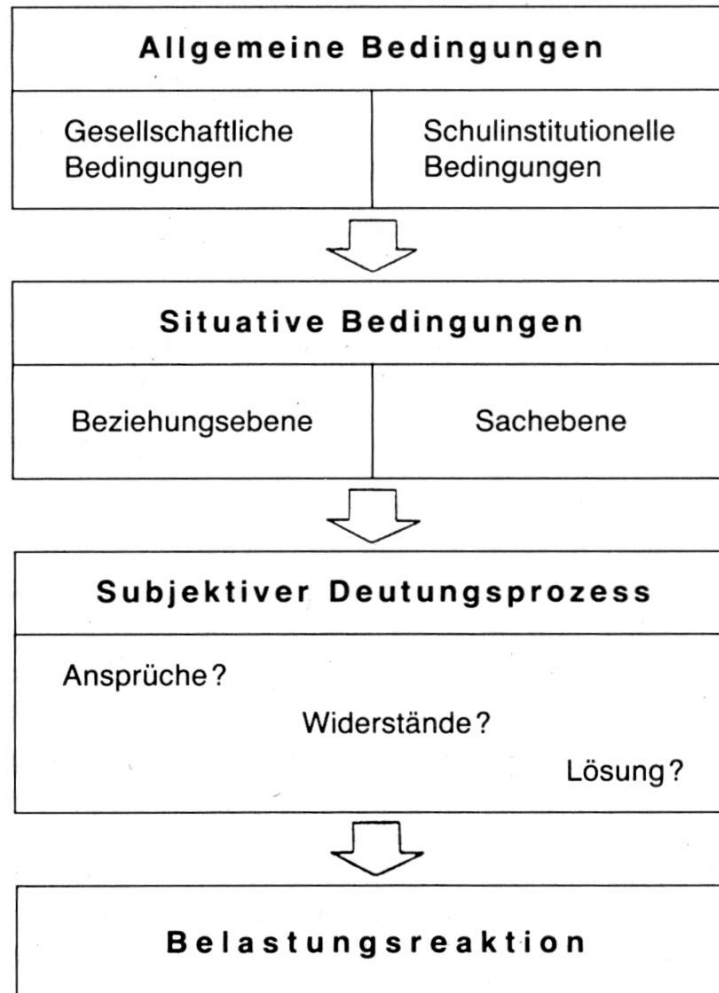 Allgemeine Bedingungen
Gesellschaftliche Bedingungen
Schulinstitutionelle Bedingungen
Situative Bedingungen
Beziehungsebene
Sachebene
Subjektiver Deutungsprozess
Ansprüche?
Widerstände?
Lösung?
Belastungsreaktion